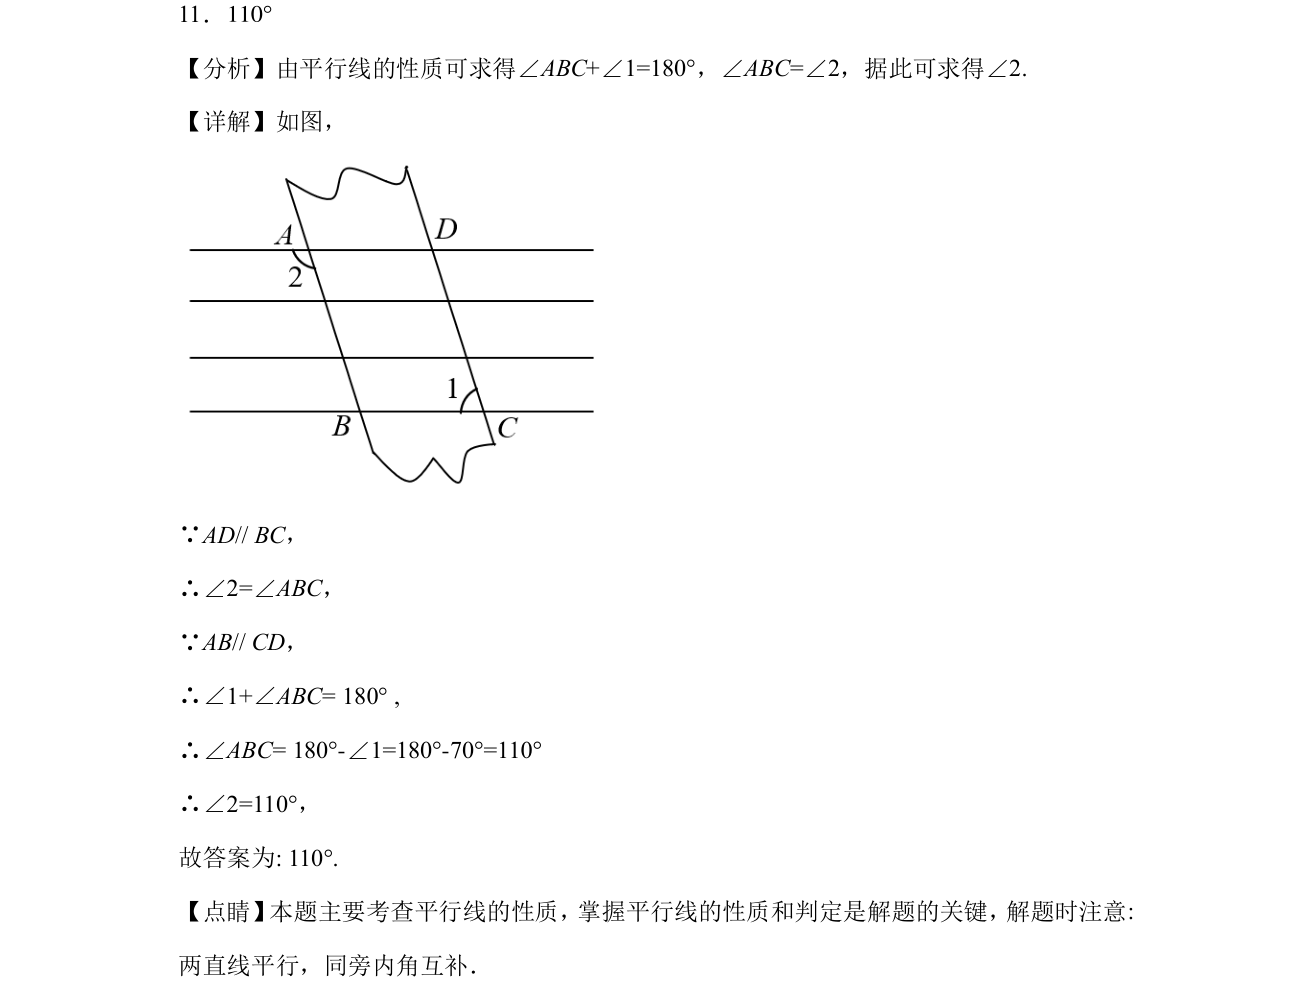 11．110°
【分析】由平行线的性质可求得∠ABC+∠1=180°，∠ABC=∠2，据此可求得∠2.
【详解】如图，
A
D
2
1
B
C
∵AD// BC，
∴∠2=∠ABC，
∵AB// CD，
∴∠1+∠ABC= 180° ,
∴∠ABC= 180°-∠1=180°-70°=110°
∴∠2=110°，
故答案为: 110°.
【点睛】本题主要考查平行线的性质，掌握平行线的性质和判定是解题的关键，解题时注意:
两直线平行，同旁内角互补．